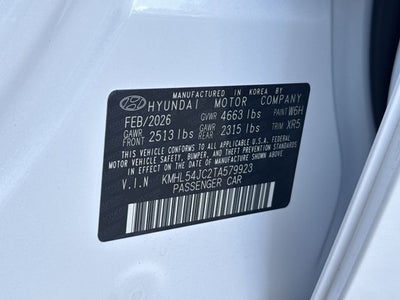 MANUFACTURED IN KOREA BY
HYUNDAI MOTOR COMPANY
FEB/2026 GVWR 4663 lbs PAINT W6H
GAWR FRONT 2513 lbs GAWR REAR 2315 lbs TRIM XR5
THIS VEHICLE CONFORMS TO ALL APPLICABLE U.S.A. FEDERAL
MOTOR VEHICLE SAFETY, BUMPER, AND THEFT PREVENTION
STANDARDS IN EFFECT ON THE DATE OF MANUFACTURE
SHOWN ABOVE.
V.I.N KMHL54JC2TA579923
PASSENGER CAR